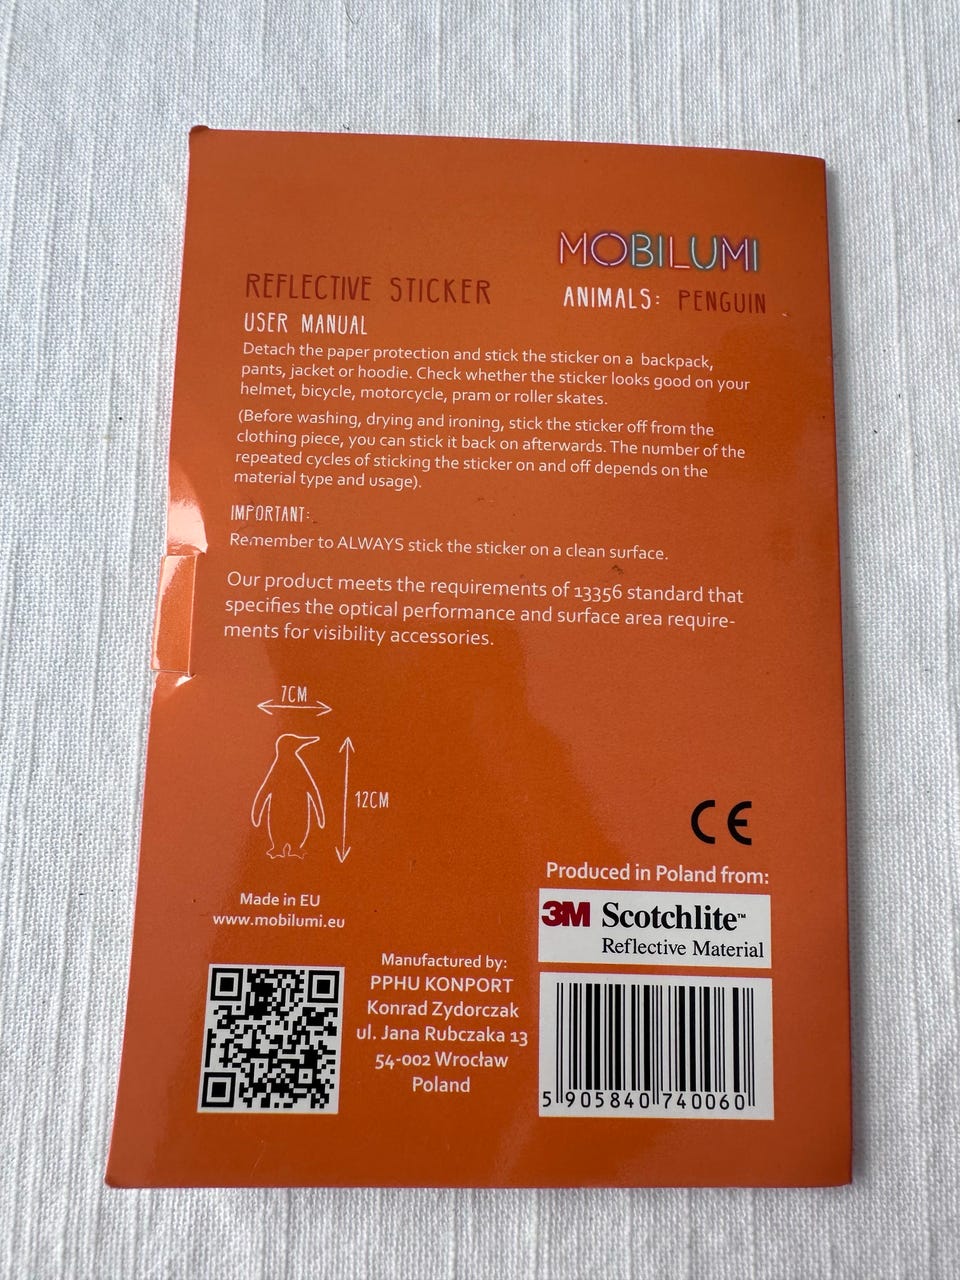 MOBILUMI
REFLECTIVE STICKER
ANIMALS: PENGUIN
USER MANUAL
Detach the paper protection and stick the sticker on a backpack,
pants, jacket or hoodie. Check whether the sticker looks good on your
helmet, bicycle, motorcycle, pram or roller skates.
(Before washing, drying and ironing, stick the sticker off from the
clothing piece, you can stick it back on afterwards. The number of the
repeated cycles of sticking the sticker on and off depends on the
material type and usage).
IMPORTANT:
Remember to ALWAYS stick the sticker on a clean surface.
Our product meets the requirements of 13356 standard that
specifies the optical performance and surface area require-
ments for visibility accessories.
7CM
12CM
CE
Produced in Poland from:
3M Scotchlite™
Reflective Material
Made in EU
www.mobilumi.eu
Manufactured by:
PPHU KONPORT
Konrad Zydorczak
ul. Jana Rubczaka 13
54-002 Wrocław
Poland
5 905840 740060